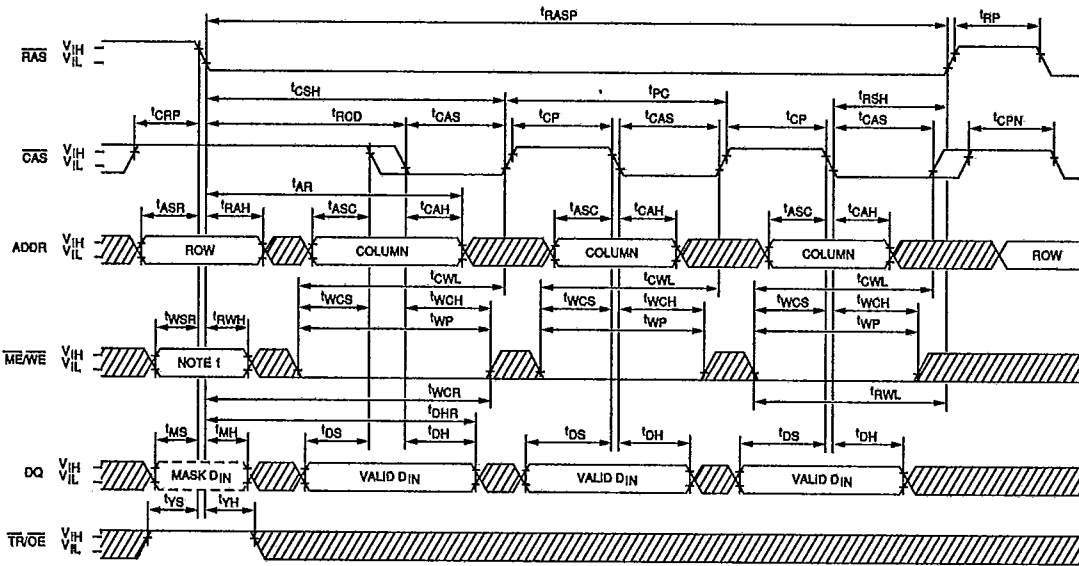 tRASP
tRP
RAS VIH
VIL
tCSH
tPC
tRSH
tCRP
tRCD
tCAS
tCP
tCAS
tCP
tCAS
tCPN
CAS VIH
VIL
tAR
tASR
tRAH
tASC
tCAH
tASC
tCAH
tASC
tCAH
ADDR VIH
VIL
ROW
COLUMN
COLUMN
COLUMN
ROW
tCWL
tCWL
tCWL
tWCS
tWCH
tWCS
tWCH
tWCS
tWCH
tWSR
tRWH
tWP
tWP
tWP
ME/WE VIH
VIL
NOTE 1
tWCR
tRWL
tDHR
tMS
tMH
tDS
tDH
tDS
tDH
tDS
tDH
DQ VIH
VIL
MASK DIN
VALID DIN
VALID DIN
VALID DIN
tYS
tYH
TR/OE VIH
VIL